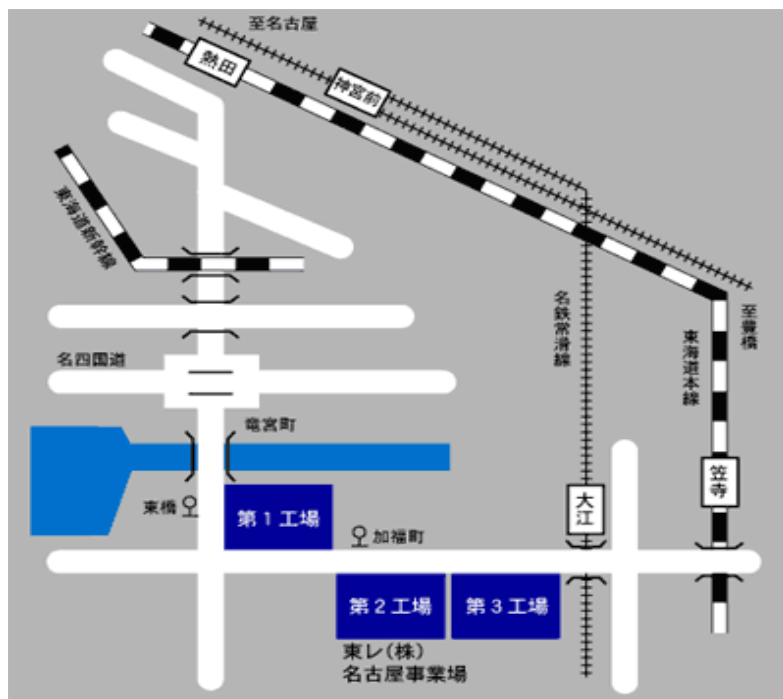 至名古屋
熱田
神宮前
東海道新幹線
名鉄常滑線
至豊橋
東海道本線
名四国道
竜宮町
笠寺
大江
東橋
第1工場
加福町
第2工場
第3工場
東レ(株)
名古屋事業場